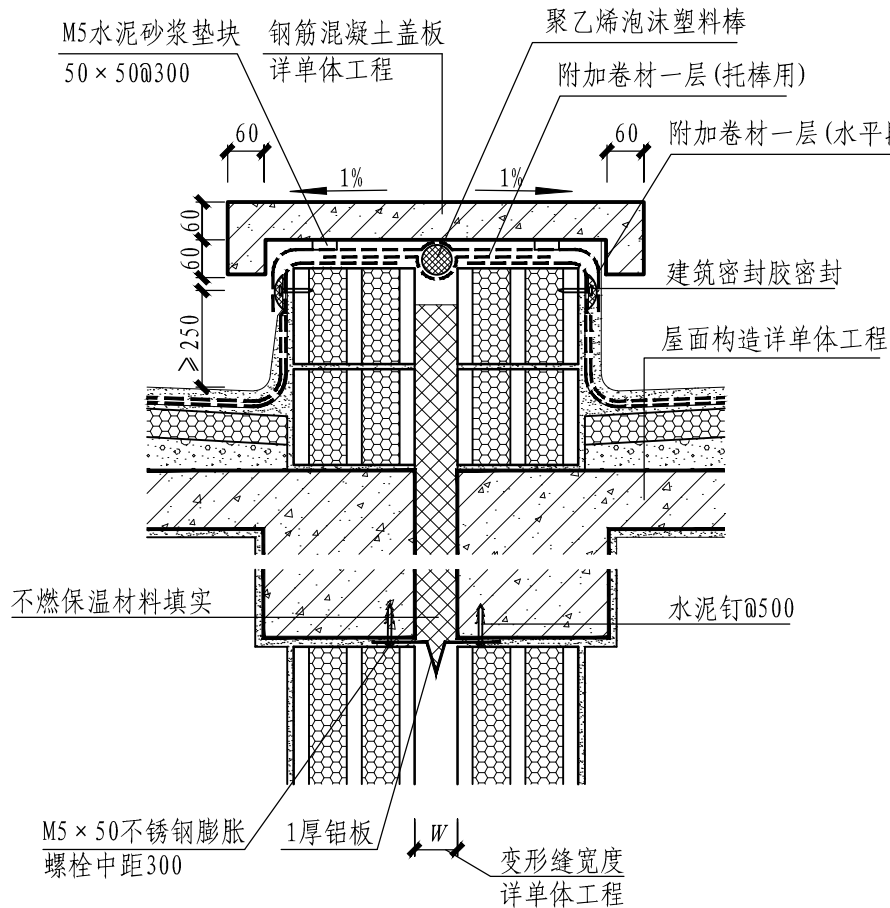 M5水泥砂浆垫块
50×50@300
钢筋混凝土盖板
详单体工程
聚乙烯泡沫塑料棒
附加卷材一层(托棒用)
附加卷材一层(水平
60
60
1%
1%
60
60
≥250
建筑密封胶密封
屋面构造详单体工程
不燃保温材料填实
水泥钉@500
M5×50不锈钢膨胀
螺栓中距300
1厚铝板
W
变形缝宽度
详单体工程